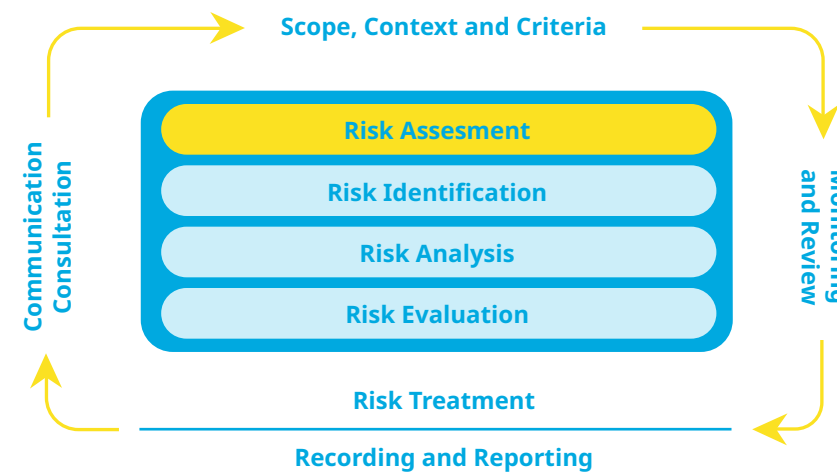 Scope, Context and Criteria
Risk Assesment
Risk Identification
Risk Analysis
Risk Evaluation
Communication
Consultation
and Review
Risk Treatment
Recording and Reporting